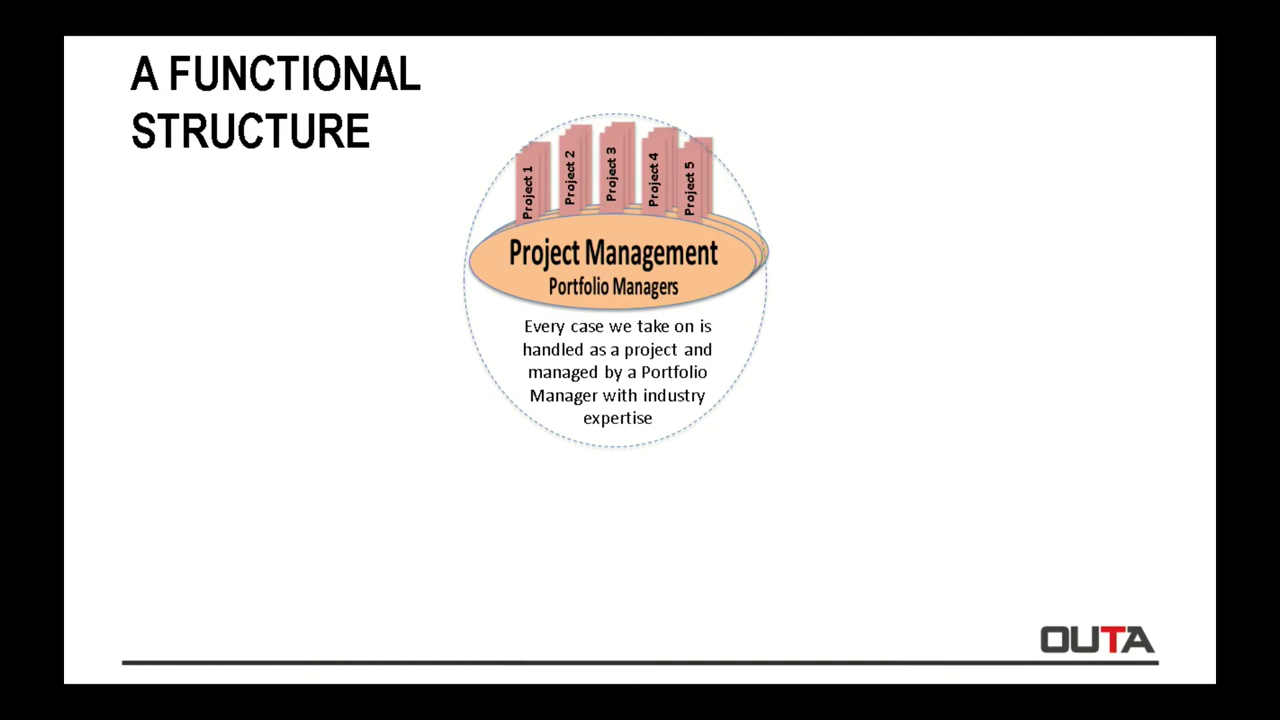 A FUNCTIONAL
STRUCTURE
Project 1
Project 2
Project 3
Project 4
Project 5
Project Management
Portfolio Managers
Every case we take on is
handled as a project and
managed by a Portfolio
Manager with industry
expertise
OUTA